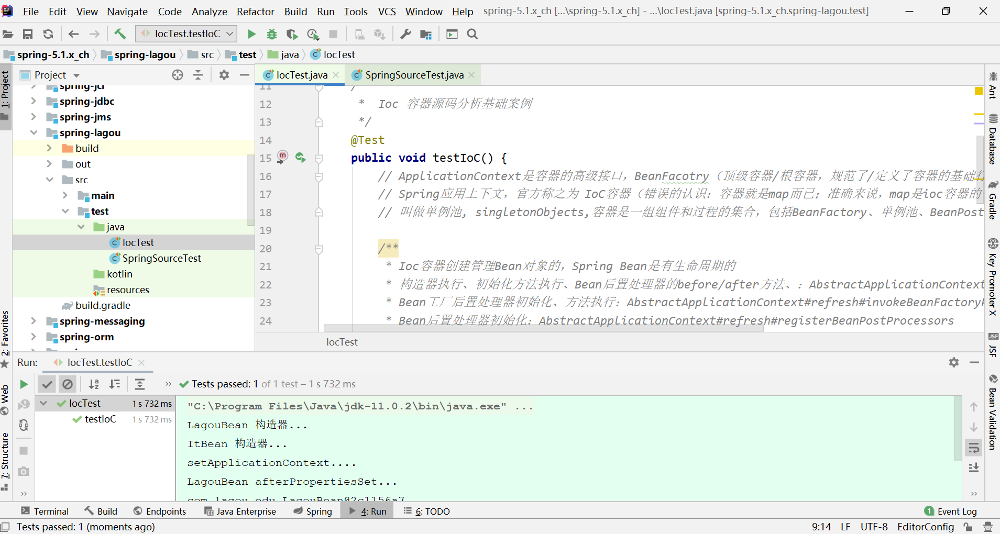 File Edit View Navigate Code Analyze Refactor Build Run Tools VCS Window Help spring-5.1.x_ch [...\spring-5.1.x_ch] - ...\IocTest.java [spring-5.1.x_ch.spring-lagou.test]
IocTest.testIoC
spring-5.1.x_ch spring-lagou src test java IocTest
1: Project
Project
spring-jcl
spring-jdbc
spring-jms
spring-lagou
build
out
src
main
test
java
IocTest
SpringSourceTest
kotlin
resources
build.gradle
spring-messaging
spring-orm
IocTest.java SpringSourceTest.java
11 /
12 * Ioc 容器源码分析基础案例
13 */
14 @Test
15 public void testIoC() {
16 // ApplicationContext是容器的高级接口，BeanFacotry（顶级容器/根容器，规范了/定义了容器的基础行
17 // Spring应用上下文，官方称之为 IoC容器（错误的认识：容器就是map而已；准确来说，map是ioc容器的
18 // 叫做单例池, singletonObjects,容器是一组组件和过程的集合，包括BeanFactory、单例池、BeanPost
19
20 /**
21 * Ioc容器创建管理Bean对象的，Spring Bean是有生命周期的
22 * 构造器执行、初始化方法执行、Bean后置处理器的before/after方法、：AbstractApplicationContext
23 * Bean工厂后置处理器初始化、方法执行：AbstractApplicationContext#refresh#invokeBeanFactoryP
24 * Bean后置处理器初始化：AbstractApplicationContext#refresh#registerBeanPostProcessors
IocTest
Ant
Database
Gradle
Key Promoter X
JSF
Bean Validation
2: Favorites
Web
7: Structure
Run: IocTest.testIoC
Tests passed: 1 of 1 test – 1 s 732 ms
IocTest 1 s 732 ms
testIoC 1 s 732 ms
"C:\Program Files\Java\jdk-11.0.2\bin\java.exe" ...
LagouBean 构造器...
ItBean 构造器...
setApplicationContext....
LagouBean afterPropertiesSet...
com.lagou.edu.LagouBean@2c1156a7
Terminal Build Endpoints Java Enterprise Spring 4: Run 6: TODO 1 Event Log
Tests passed: 1 (moments ago) 9:14 LF UTF-8 EditorConfig